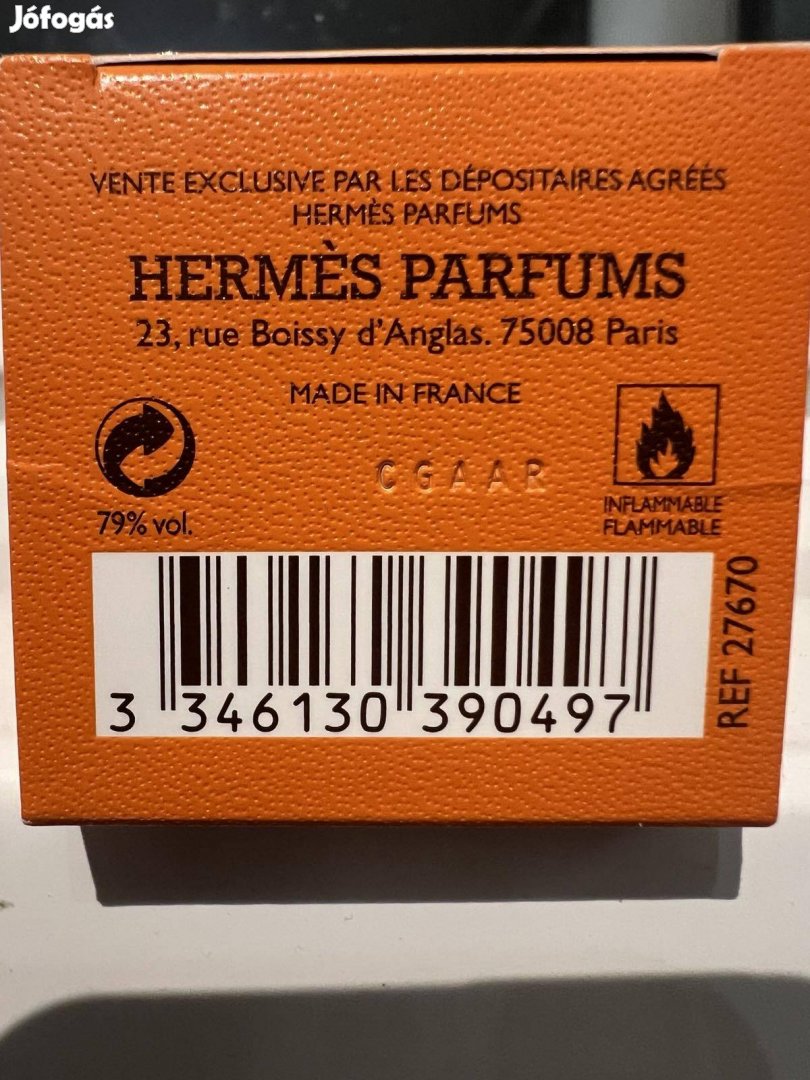 Jófogás
VENTE EXCLUSIVE PAR LES DÉPOSITAIRES AGRÉÉS
HERMÈS PARFUMS
HERMÈS PARFUMS
23, rue Boissy d'Anglas. 75008 Paris
MADE IN FRANCE
CGAAR
79% vol.
INFLAMMABLE
FLAMMABLE
REF 27670
3 346130 390497